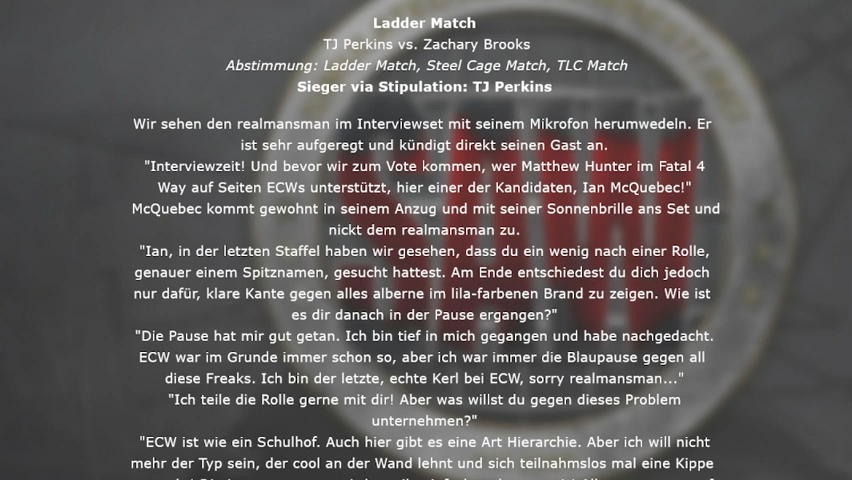 Ladder Match
TJ Perkins vs. Zachary Brooks
Abstimmung: Ladder Match, Steel Cage Match, TLC Match
Sieger via Stipulation: TJ Perkins
Wir sehen den realmansman im Interviewset mit seinem Mikrofon herumwedeln. Er
ist sehr aufgeregt und kündigt direkt seinen Gast an.
"Interviewzeit! Und bevor wir zum Vote kommen, wer Matthew Hunter im Fatal 4
Way auf Seiten ECWs unterstützt, hier einer der Kandidaten, Ian McQuebec!"
McQuebec kommt gewohnt in seinem Anzug und mit seiner Sonnenbrille ans Set und
nickt dem realmansman zu.
"Ian, in der letzten Staffel haben wir gesehen, dass du ein wenig nach einer Rolle,
genauer einem Spitznamen, gesucht hattest. Am Ende entschiedest du dich jedoch
nur dafür, klare Kante gegen alles alberne im lila-farbenen Brand zu zeigen. Wie ist
es dir danach in der Pause ergangen?"
"Die Pause hat mir gut getan. Ich bin tief in mich gegangen und habe nachgedacht.
ECW war im Grunde immer schon so, aber ich war immer die Blaupause gegen all
diese Freaks. Ich bin der letzte, echte Kerl bei ECW, sorry realmansman..."
"Ich teile die Rolle gerne mit dir! Aber was willst du gegen dieses Problem
unternehmen?"
"ECW ist wie ein Schulhof. Auch hier gibt es eine Art Hierarchie. Aber ich will nicht
mehr der Typ sein, der cool an der Wand lehnt und sich teilnahmslos mal eine Kippe